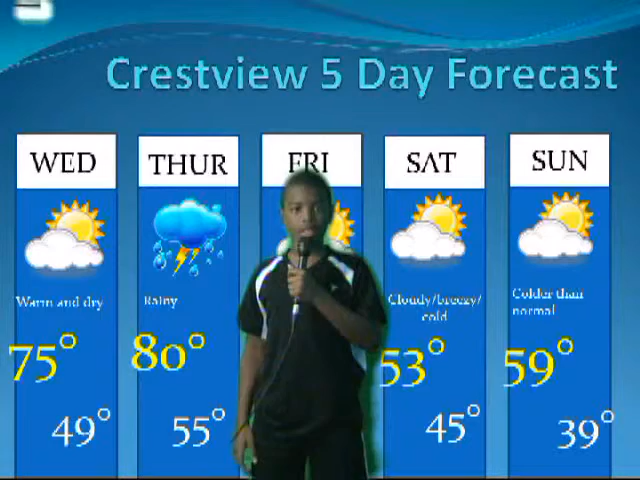 Crestview 5 Day Forecast
WED
THUR
FRI
SAT
SUN
Warm and dry
Rainy
Cloudy/breezy/
cold
Colder than
normal
75°
80°
53°
59°
49°
55°
45°
39°